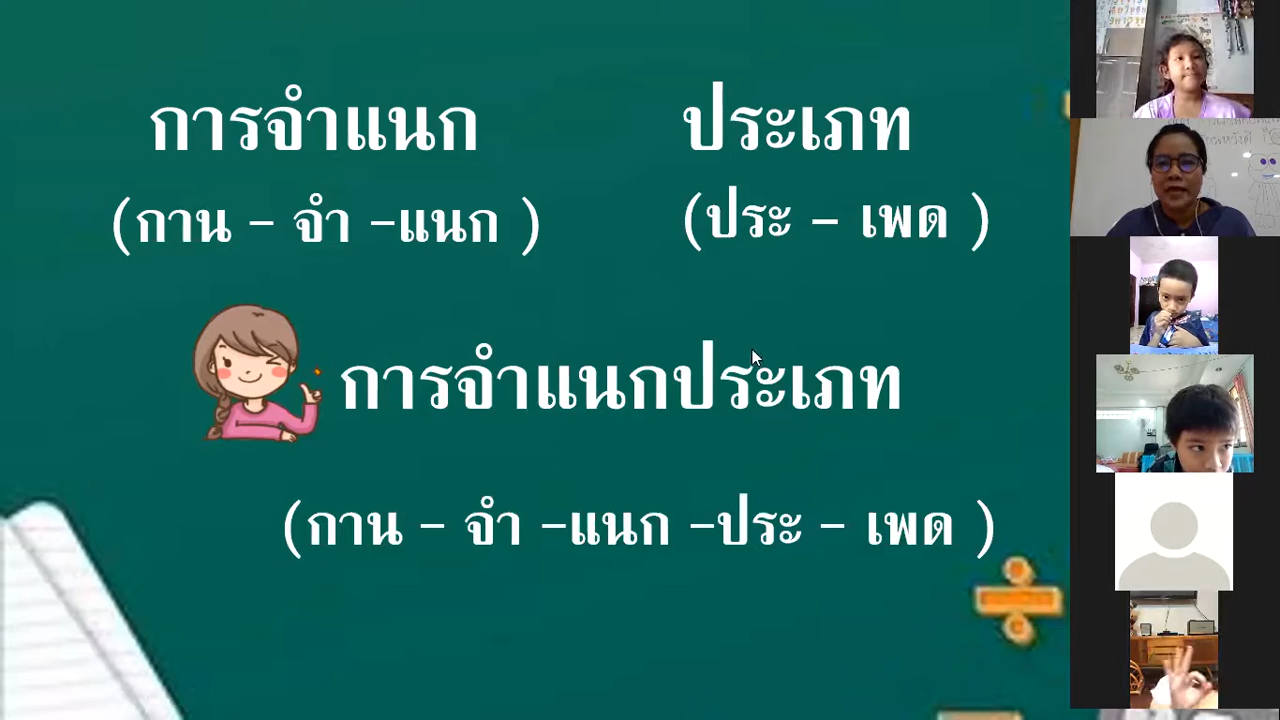 การจำแนก ประเภท
(กาน - จำ -แนก ) (ประ - เพด )
การจำแนกประเภท
(กาน - จำ -แนก -ประ - เพด )